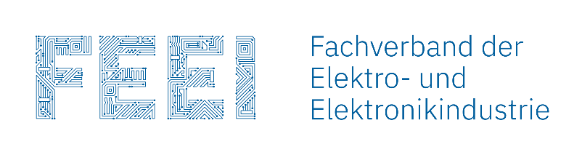 FEEI
Fachverband der
Elektro- und
Elektronikindustrie